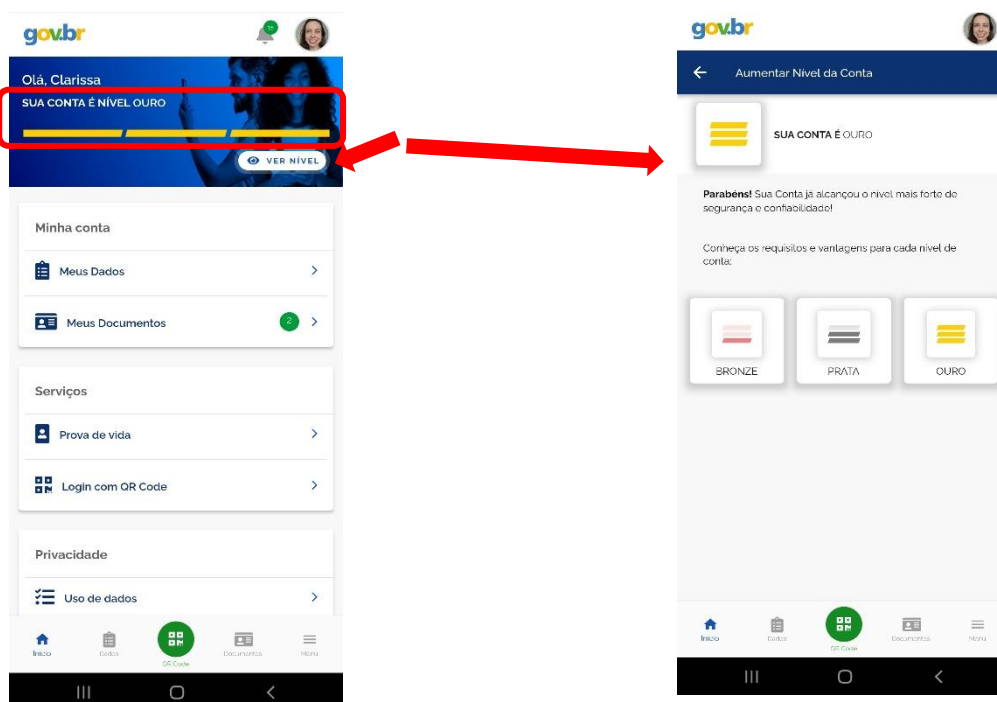 gov.br
Olá, Clarissa
SUA CONTA É NÍVEL OURO
VER NÍVEL
Minha conta
Meus Dados
Meus Documentos
2
Serviços
Prova de vida
Login com QR Code
Privacidade
Uso de dados
Início
Dados
QR Code
Documentos
Menu
gov.br
Aumentar Nível da Conta
SUA CONTA É OURO
Parabéns! Sua Conta já alcançou o nível mais forte de
segurança e confiabilidade!
Conheça os requisitos e vantagens para cada nível de
conta:
BRONZE
PRATA
OURO
Início
Dados
QR Code
Documentos
Menu